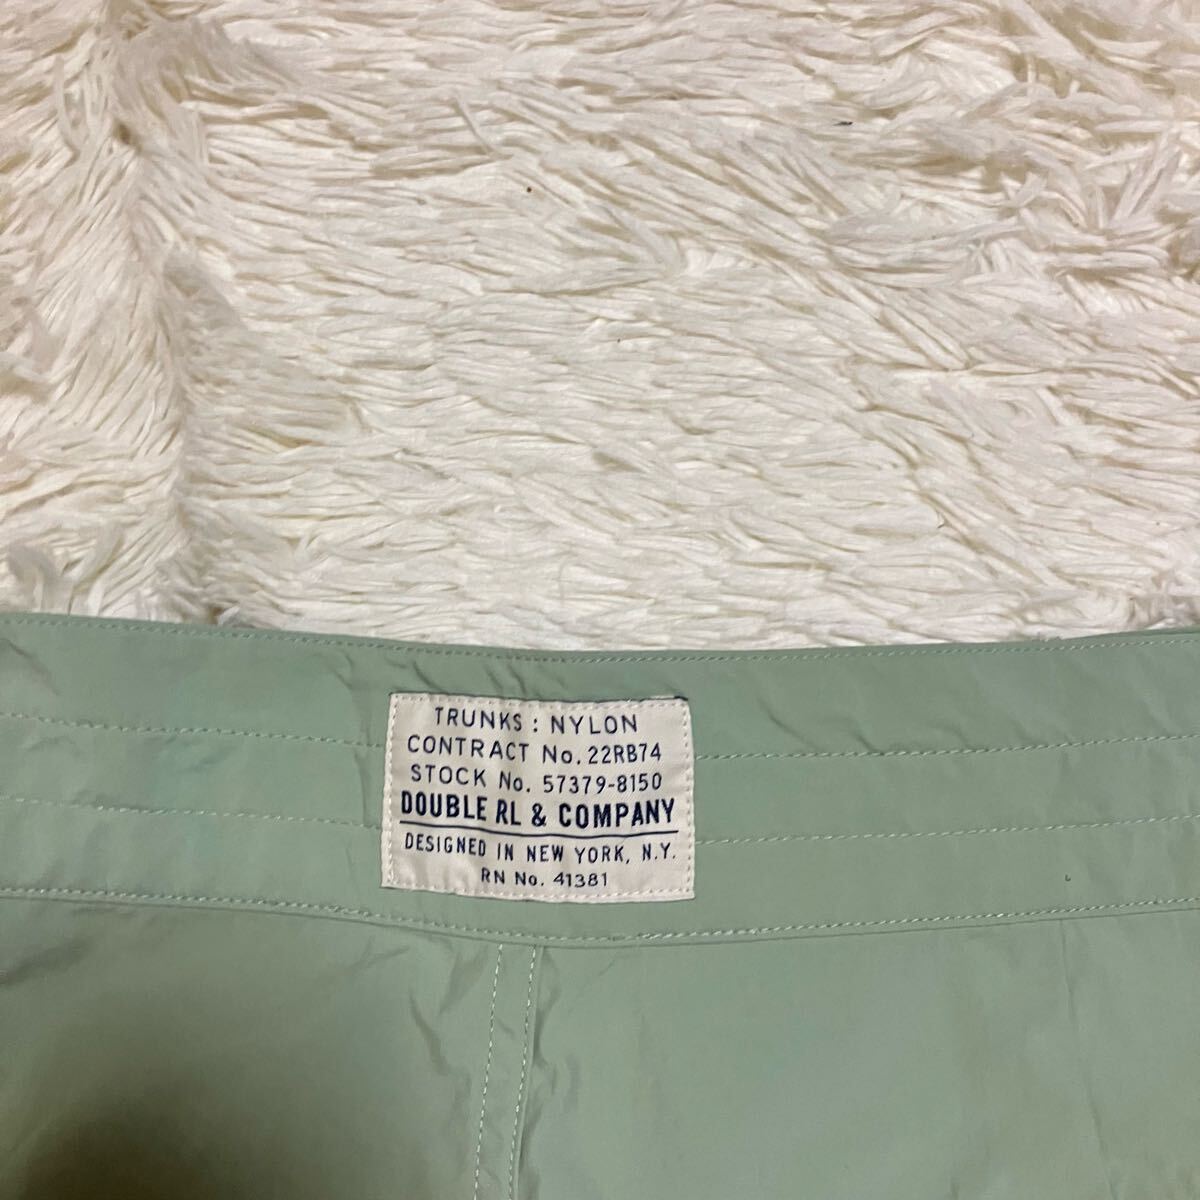 TRUNKS : NYLON
CONTRACT No. 22RB74
STOCK No. 57379-8150
DOUBLE RL & COMPANY
DESIGNED IN NEW YORK, N.Y.
RN No. 41381